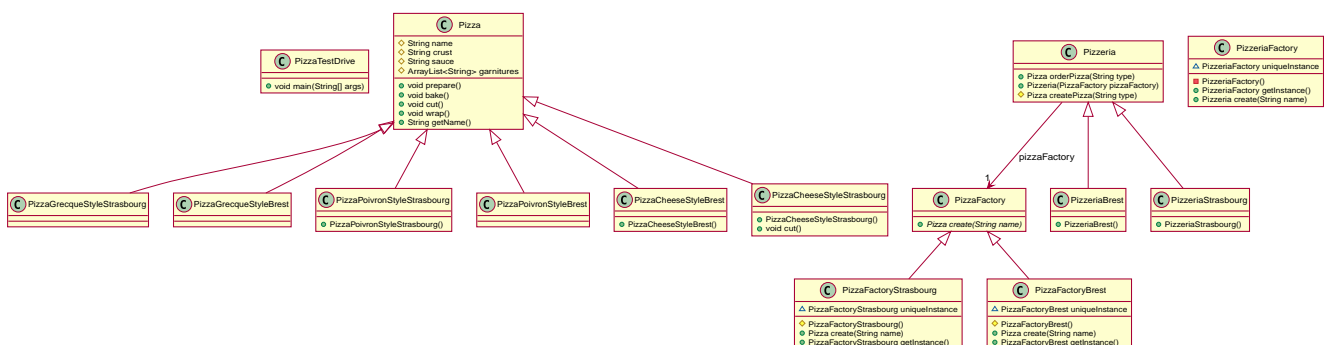 C Pizza
String name
String crust
String sauce
ArrayList<String> garnitures
void prepare()
void bake()
void cut()
void wrap()
String getName()
C PizzaTestDrive
void main(String[] args)
C Pizzeria
Pizza orderPizza(String type)
Pizzeria(PizzaFactory pizzaFactory)
Pizza createPizza(String type)
C PizzeriaFactory
PizzeriaFactory uniqueInstance
PizzeriaFactory()
PizzeriaFactory getInstance()
Pizzeria create(String name)
pizzaFactory
1
C PizzaGrecqueStyleStrasbourg
C PizzaGrecqueStyleBrest
C PizzaPoivronStyleStrasbourg
PizzaPoivronStyleStrasbourg()
C PizzaPoivronStyleBrest
C PizzaCheeseStyleBrest
PizzaCheeseStyleBrest()
C PizzaCheeseStyleStrasbourg
PizzaCheeseStyleStrasbourg()
void cut()
C PizzaFactory
Pizza create(String name)
C PizzeriaBrest
PizzeriaBrest()
C PizzeriaStrasbourg
PizzeriaStrasbourg()
C PizzaFactoryStrasbourg
PizzaFactoryStrasbourg uniqueInstance
PizzaFactoryStrasbourg()
Pizza create(String name)
PizzaFactoryStrasbourg getInstance()
C PizzaFactoryBrest
PizzaFactoryBrest uniqueInstance
PizzaFactoryBrest()
Pizza create(String name)
PizzaFactoryBrest getInstance()